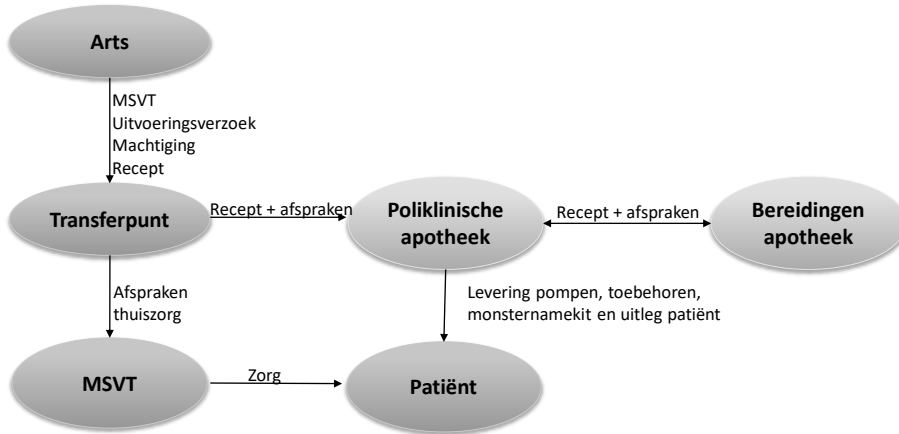 Arts
MSVT
Uitvoeringsverzoek
Machtiging
Recept
Transferpunt
Recept + afspraken
Poliklinische
apotheek
Recept + afspraken
Bereidingen
apotheek
Afspraken
thuiszorg
Levering pompen, toebehoren,
monsternamekit en uitleg patiënt
MSVT
Zorg
Patiënt